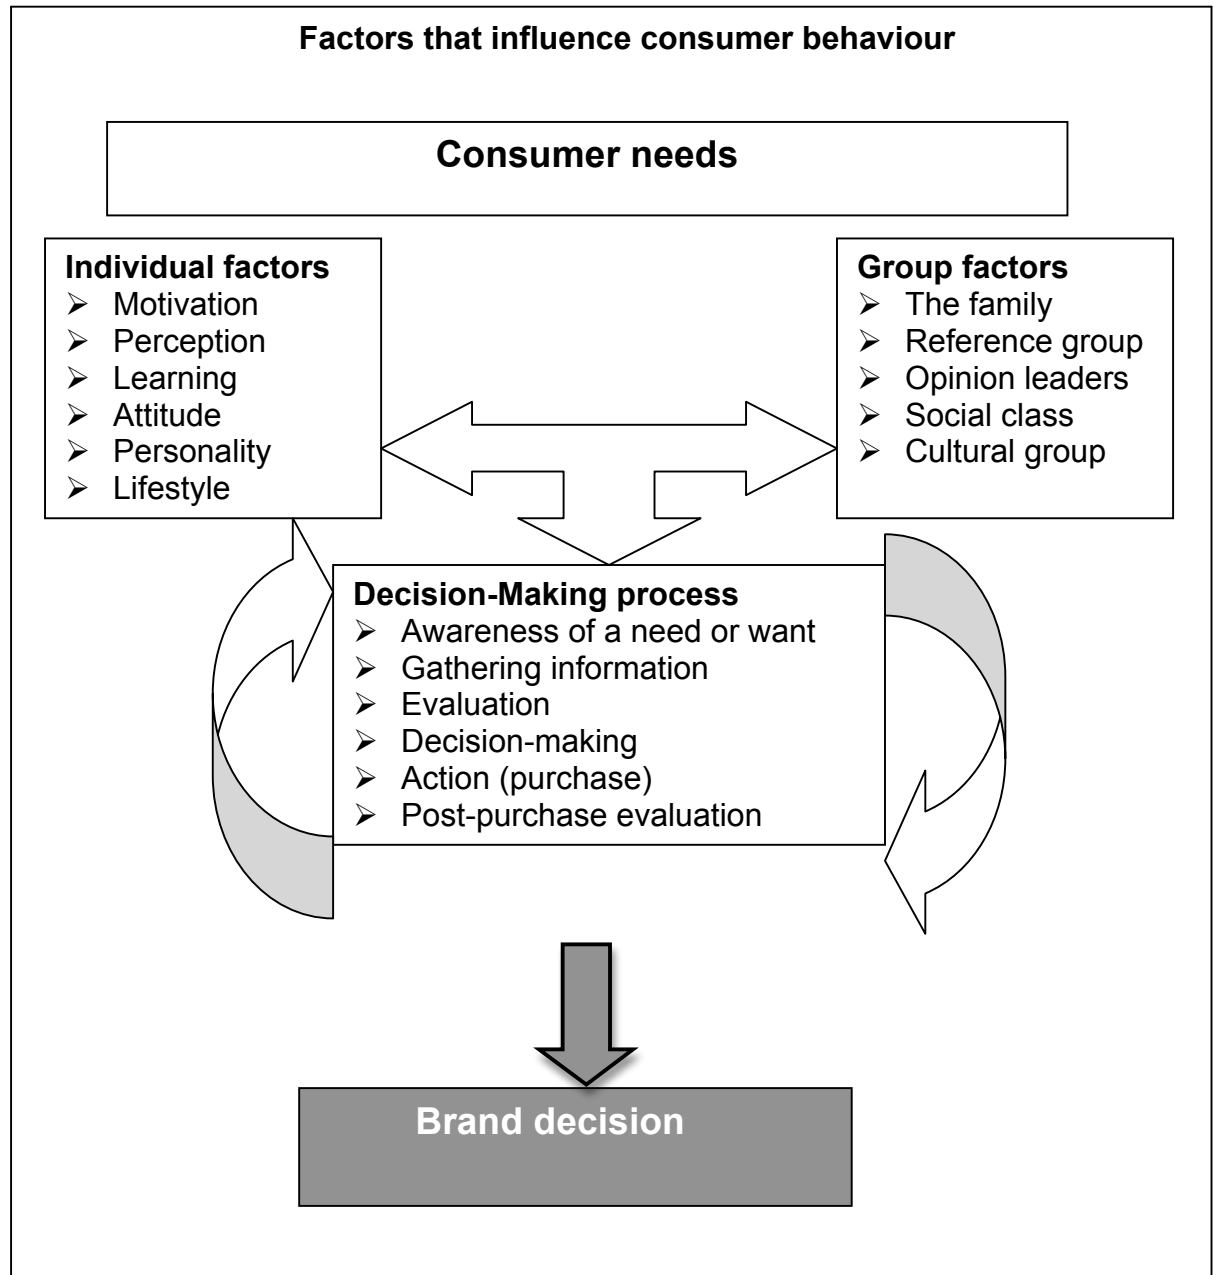 Factors that influence consumer behaviour
Consumer needs
Individual factors
➢ Motivation
➢ Perception
➢ Learning
➢ Attitude
➢ Personality
➢ Lifestyle
Group factors
➢ The family
➢ Reference group
➢ Opinion leaders
➢ Social class
➢ Cultural group
Decision-Making process
➢ Awareness of a need or want
➢ Gathering information
➢ Evaluation
➢ Decision-making
➢ Action (purchase)
➢ Post-purchase evaluation
Brand decision